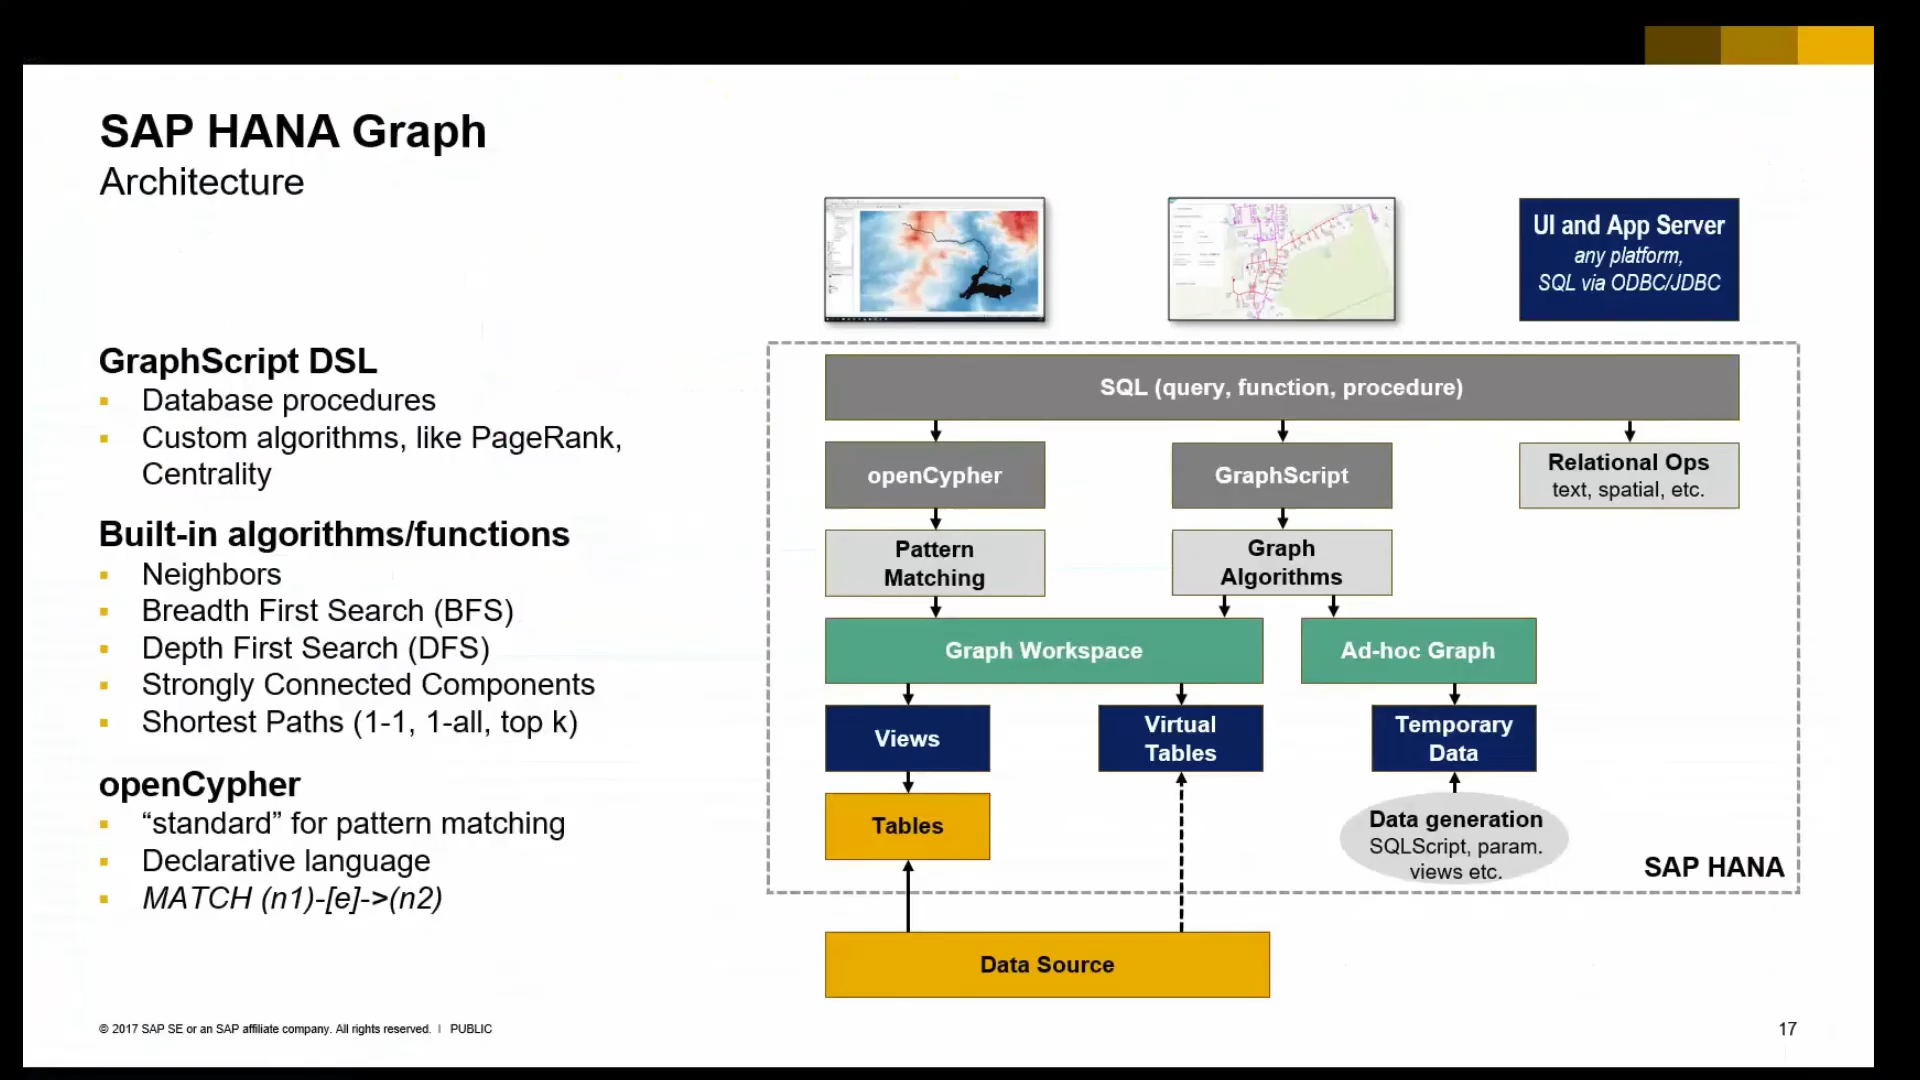 SAP HANA Graph
Architecture
GraphScript DSL
Database procedures
Custom algorithms, like PageRank,
Centrality
Built-in algorithms/functions
Neighbors
Breadth First Search (BFS)
Depth First Search (DFS)
Strongly Connected Components
Shortest Paths (1-1, 1-all, top k)
openCypher
“standard” for pattern matching
Declarative language
MATCH (n1)-[e]->(n2)
UI and App Server
any platform,
SQL via ODBC/JDBC
SQL (query, function, procedure)
openCypher
GraphScript
Relational Ops
text, spatial, etc.
Pattern
Matching
Graph
Algorithms
Graph Workspace
Ad-hoc Graph
Views
Virtual
Tables
Temporary
Data
Tables
Data generation
SQLScript, param.
views etc.
SAP HANA
Data Source
© 2017 SAP SE or an SAP affiliate company. All rights reserved. | PUBLIC
17